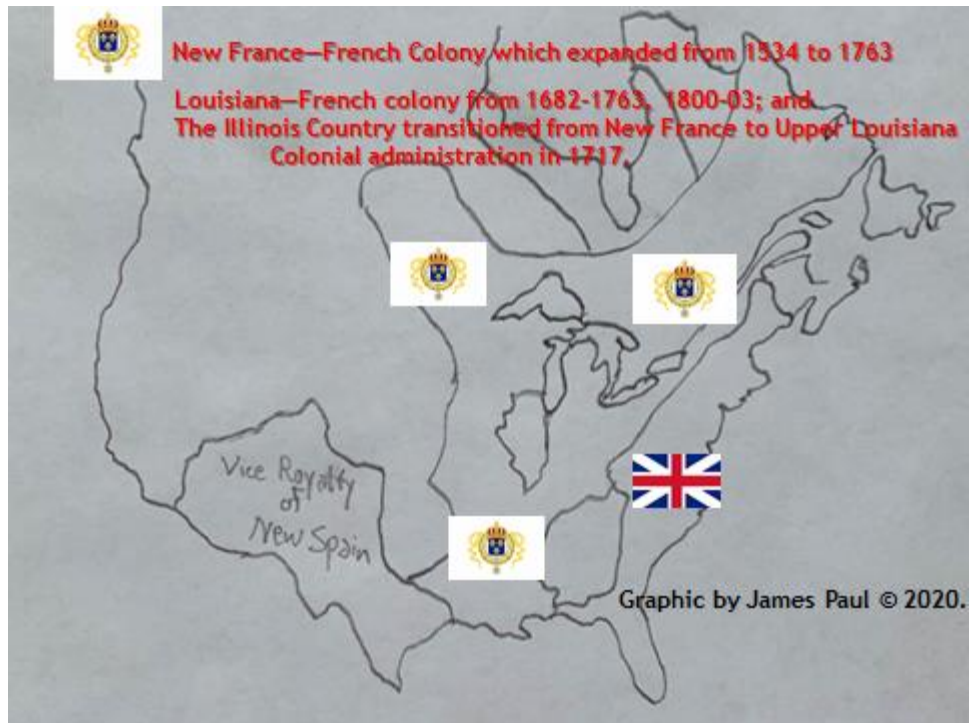 New France—French Colony which expanded from 1534 to 1763
Louisiana—French colony from 1682-1763, 1800-03; and
The Illinois Country transitioned from New France to Upper Louisiana
Colonial administration in 1717.
Vice Royalty
of
New Spain
Graphic by James Paul © 2020.